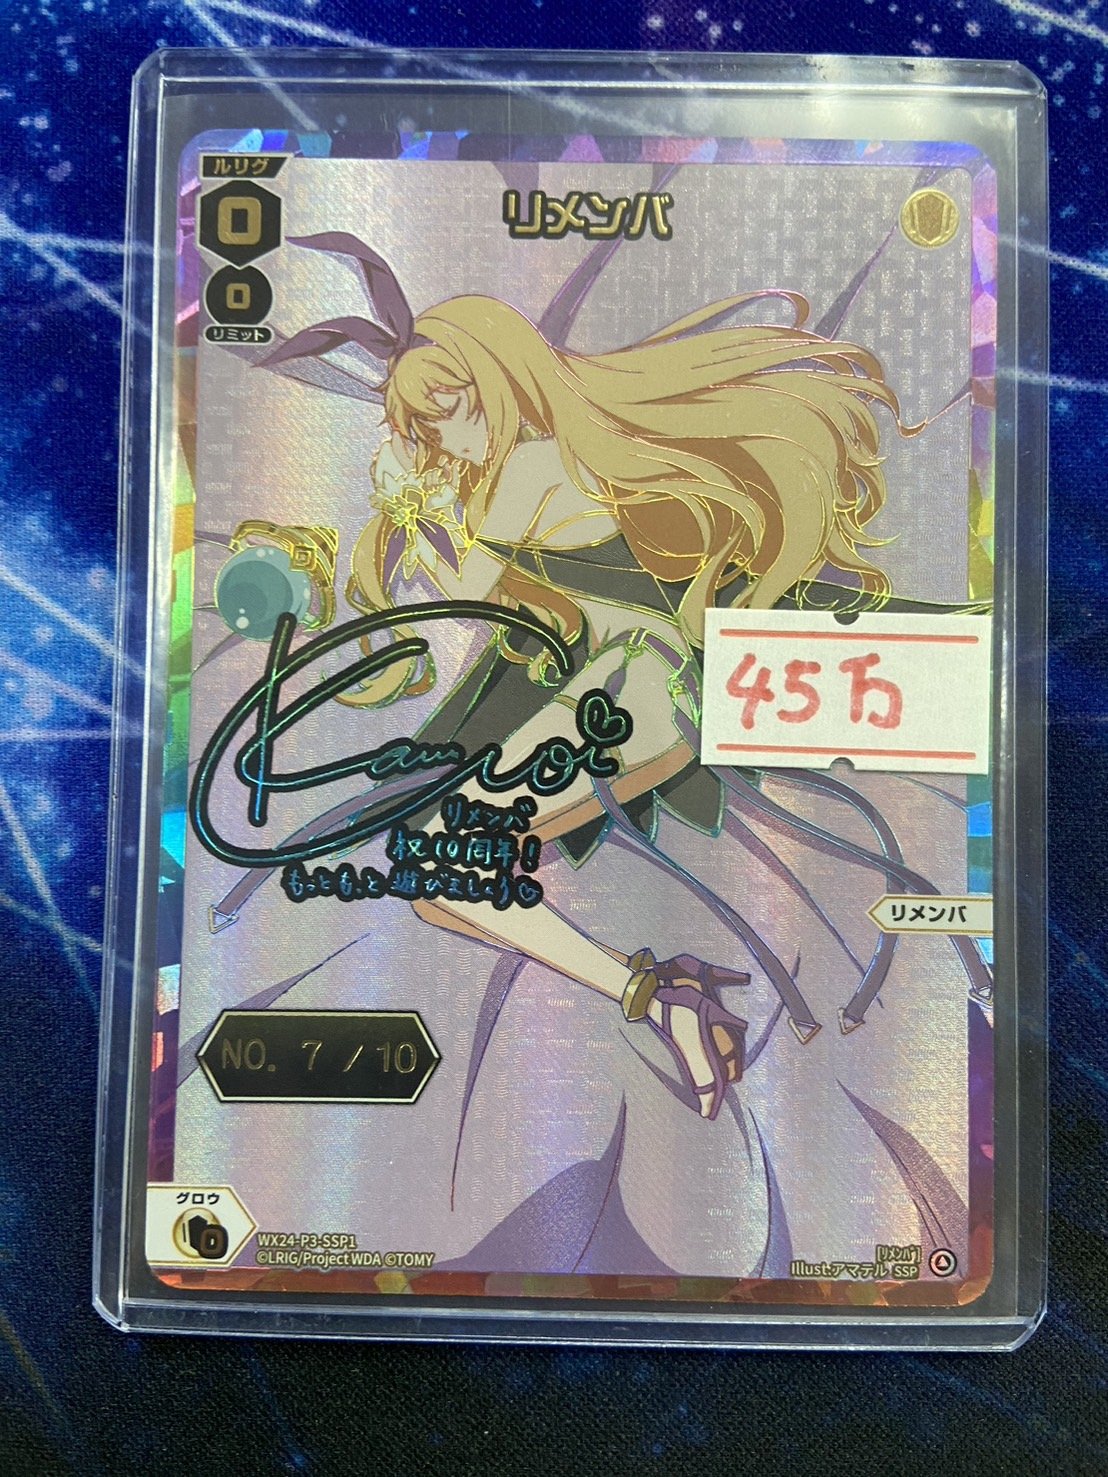 ルリグ
0
リメンバ
0
リミット
45万
リメンバ
祝10周年!
もっともっと遊びましょう♡
リメンバ
NO. 7 / 10
グロウ
0
WX24-P3-SSP1
©LRIG/Project WDA ©TOMY
[リメンバ]
Illust.アマテル SSP